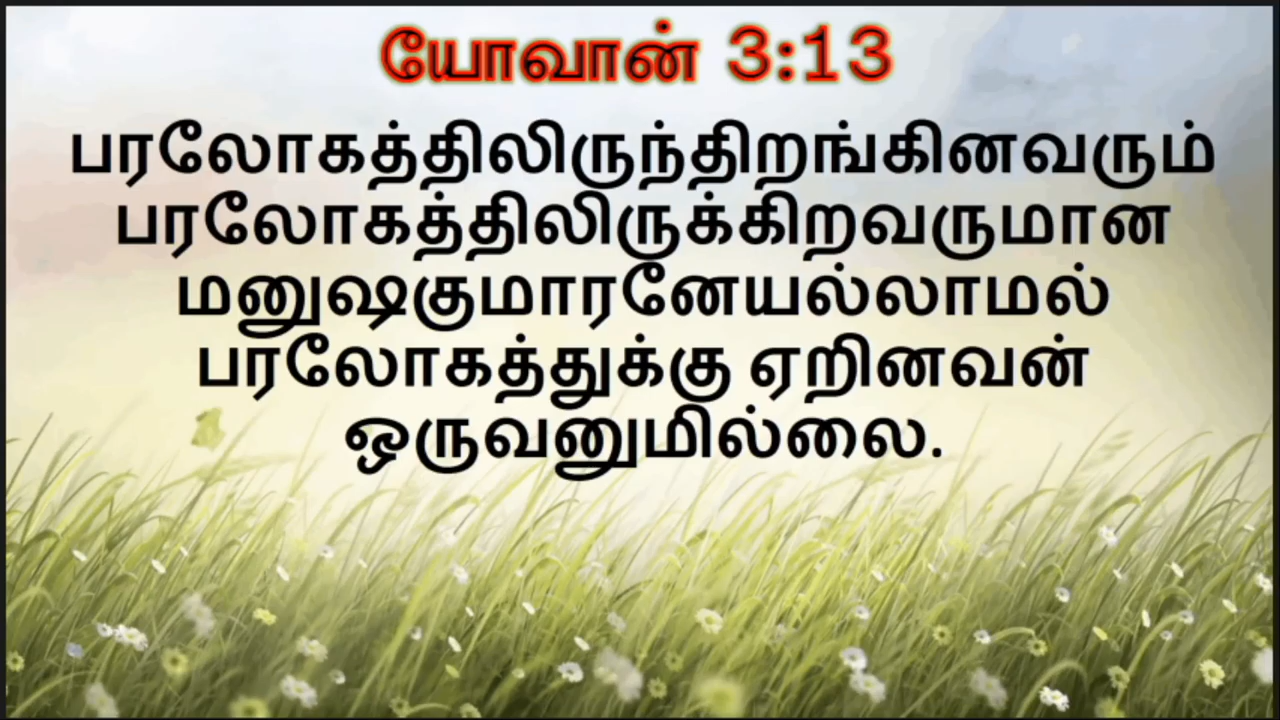 யோவான் 3:13
பரலோகத்திலிருந்திறங்கினவரும்
பரலோகத்திலிருக்கிறவருமான
மனுஷகுமாரனேயல்லாமல்
பரலோகத்துக்கு ஏறினவன்
ஒருவனுமில்லை.